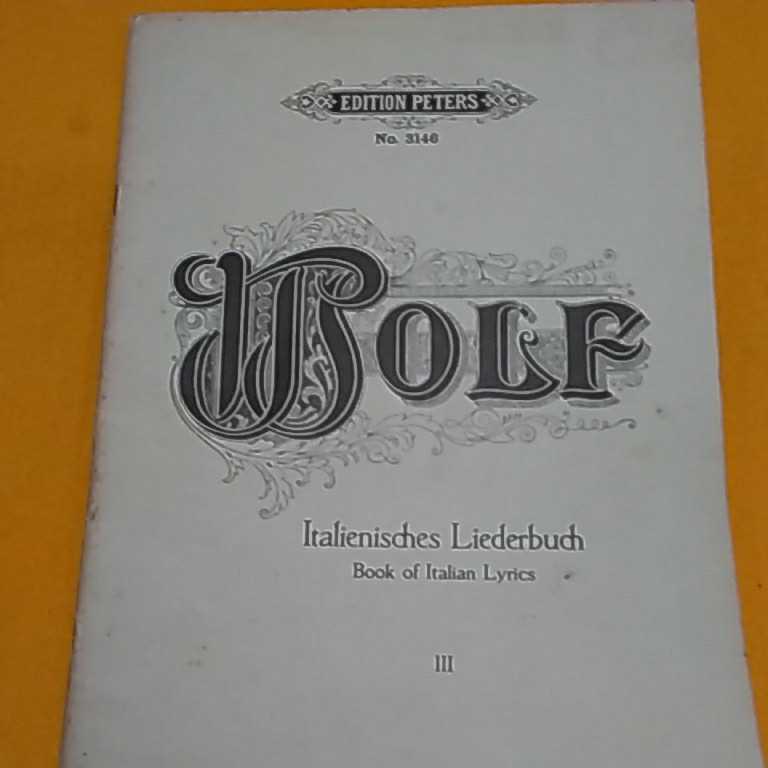 EDITION PETERS
No. 3146
WOLF
Italienisches Liederbuch
Book of Italian Lyrics
III